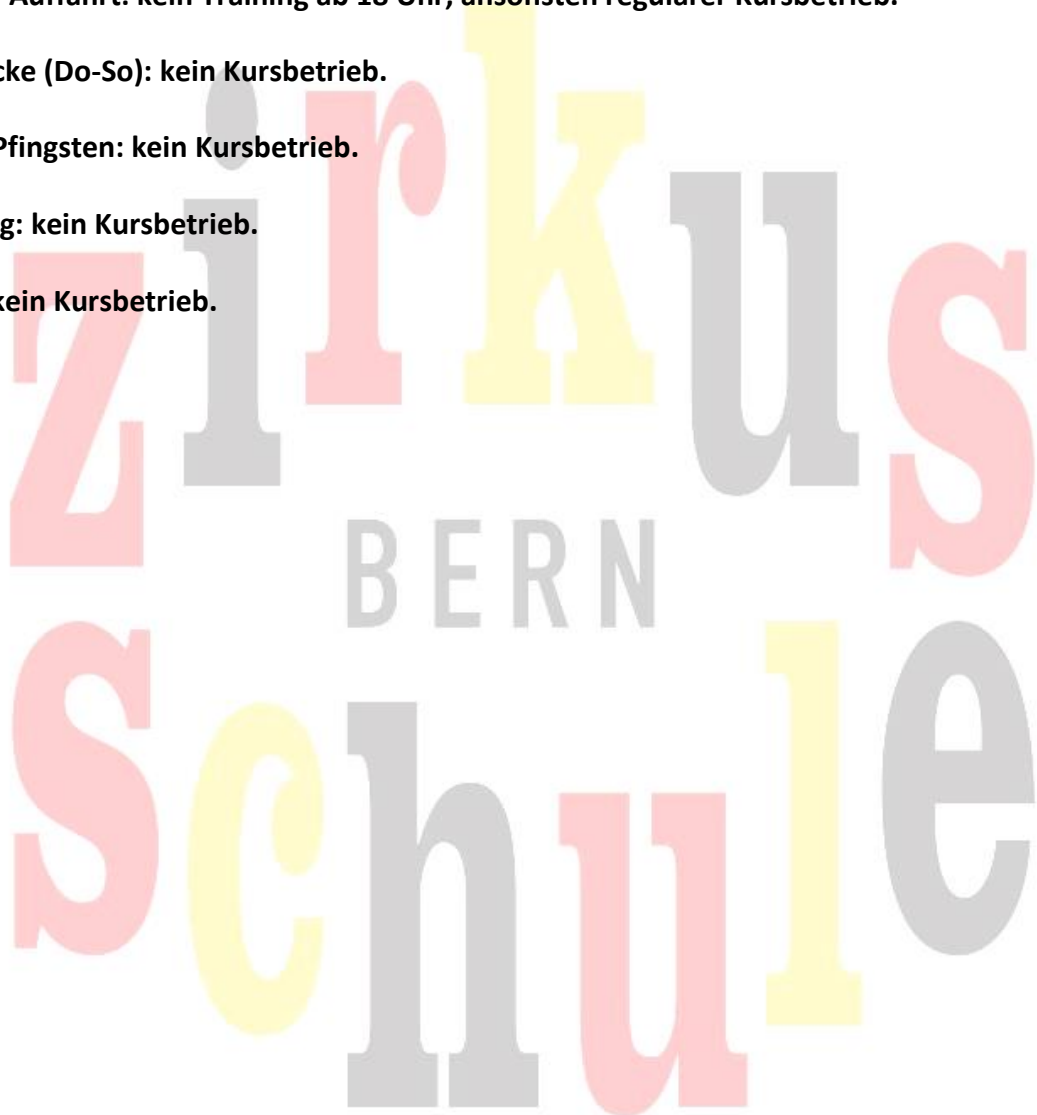 Auffahrt: kein Training ab 18 Uhr, ansonsten regulärer Kursbetrieb.
cke (Do-So): kein Kursbetrieb.
Pfingsten: kein Kursbetrieb.
g: kein Kursbetrieb.
kein Kursbetrieb.
zirkus
BERN
schule